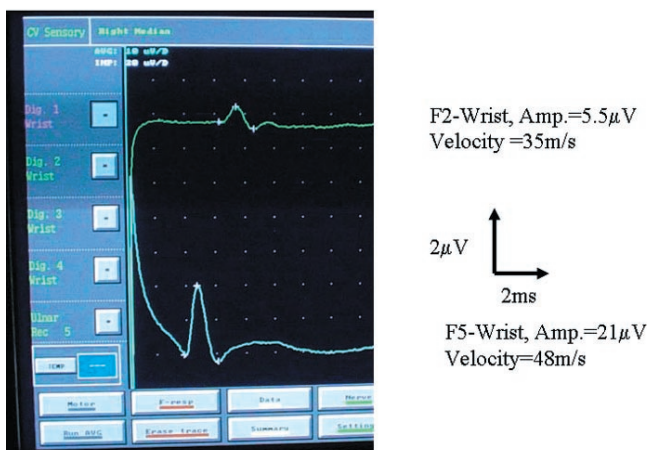 CV Sensory Right Median
AVG: 10 uV/D
IMP: 20 uV/D
Dig. 1
Wrist
Dig. 2
Wrist
Dig. 3
Wrist
Dig. 4
Wrist
Ulnar
Rec 5
TEMP
Motor F-resp Data Nerve
Run AVG Erase trace Summary Setting
F2-Wrist, Amp.=5.5μV
Velocity =35m/s
2μV
2ms
F5-Wrist, Amp.=21μV
Velocity=48m/s